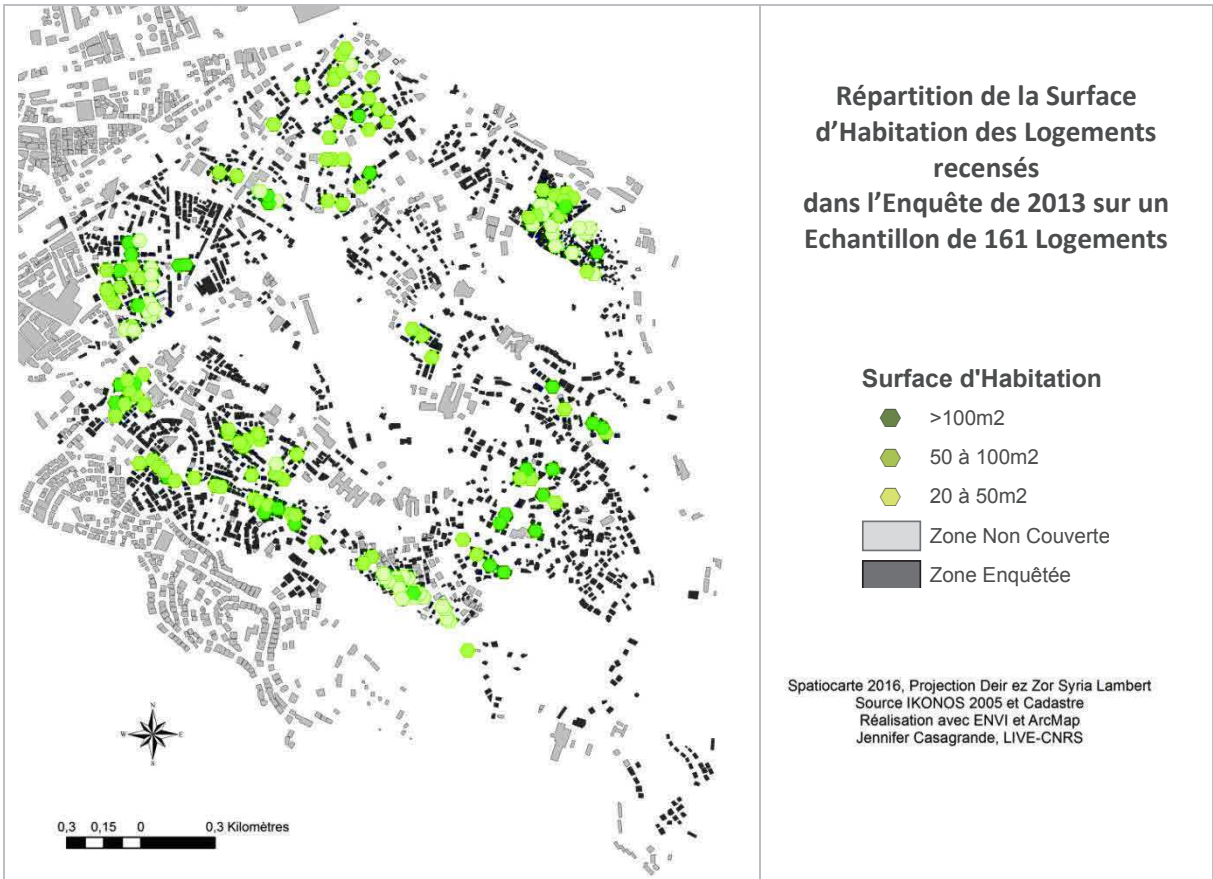 Répartition de la Surface
d’Habitation des Logements
recensés
dans l’Enquête de 2013 sur un
Echantillon de 161 Logements
Surface d'Habitation
>100m2
50 à 100m2
20 à 50m2
Zone Non Couverte
Zone Enquêtée
Spatiocarte 2016, Projection Deir ez Zor Syria Lambert
Source IKONOS 2005 et Cadastre
Réalisation avec ENVI et ArcMap
Jennifer Casagrande, LIVE-CNRS
N
W E
S
0,3 0,15 0 0,3 Kilomètres